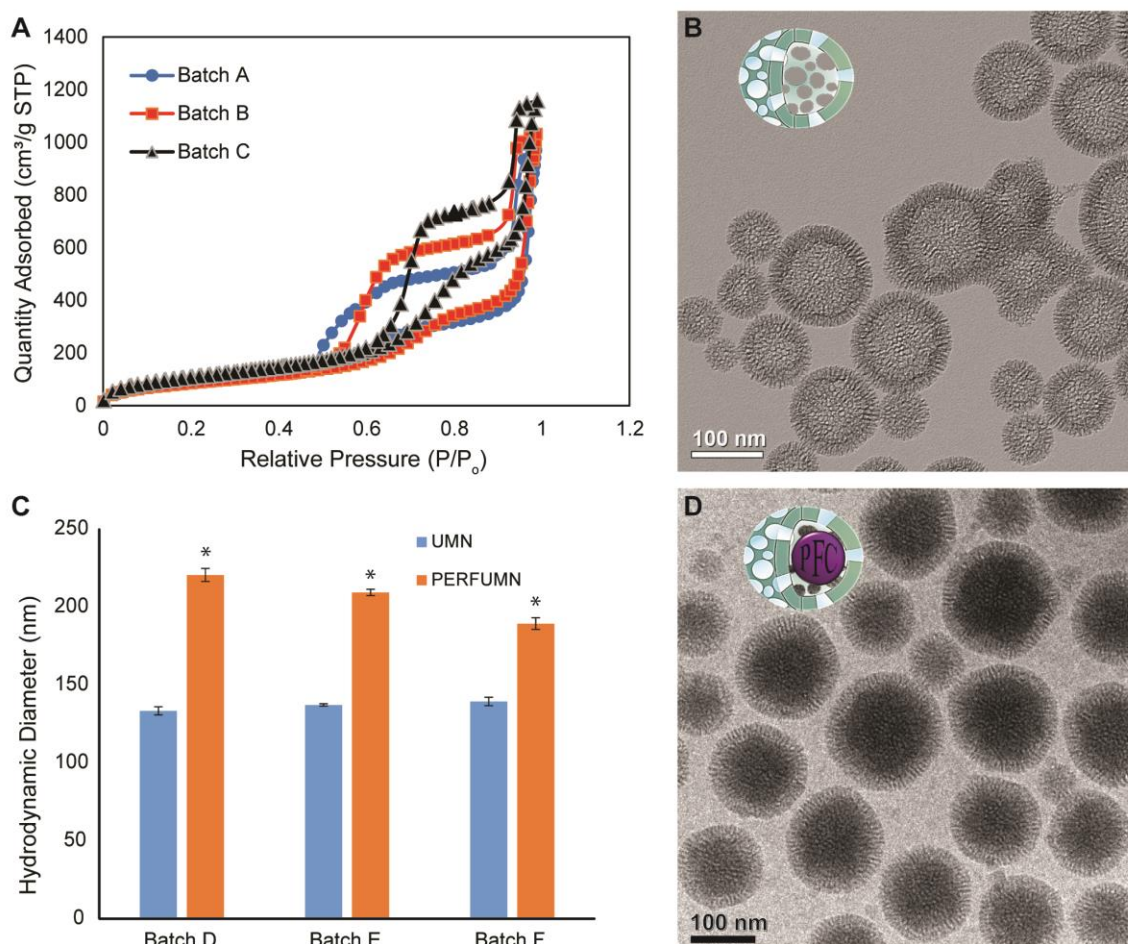 A
1400
1200
1000
800
600
400
200
0
Quantity Adsorbed (cm³/g STP)
Batch A
Batch B
Batch C
0 0.2 0.4 0.6 0.8 1 1.2
Relative Pressure (P/Pₒ)
B
100 nm
C
250
200
150
100
50
0
Hydrodynamic Diameter (nm)
UMN
PERFUMN
* * *
Batch D Batch E Batch F
D
PFC
100 nm